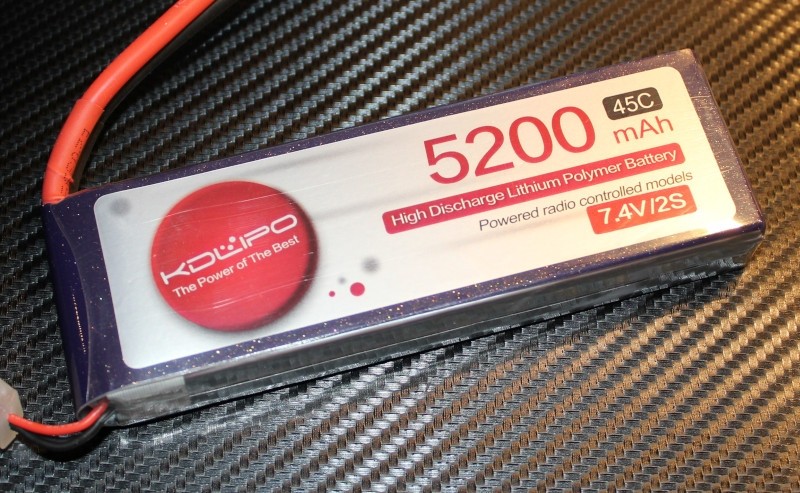 45C
5200 mAh
High Discharge Lithium Polymer Battery
Powered radio controlled models
7.4V/2S
KDLIPO
The Power of The Best